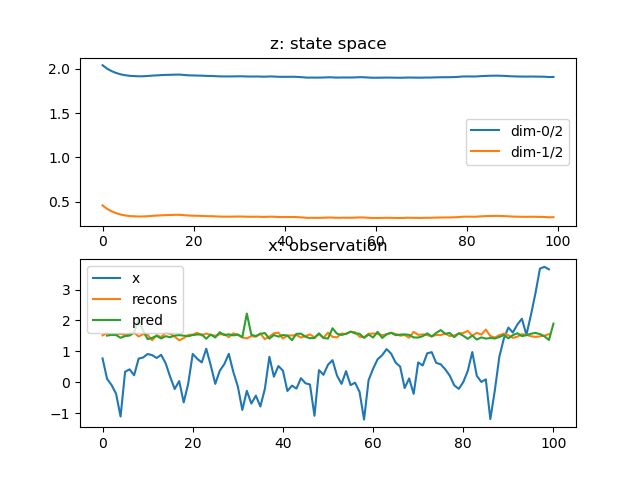 z: state space
2.0
1.5
1.0
0.5
dim-0/2
dim-1/2
0 20 40 60 80 100
x: observation
3
2
1
0
−1
x
recons
pred
0 20 40 60 80 100